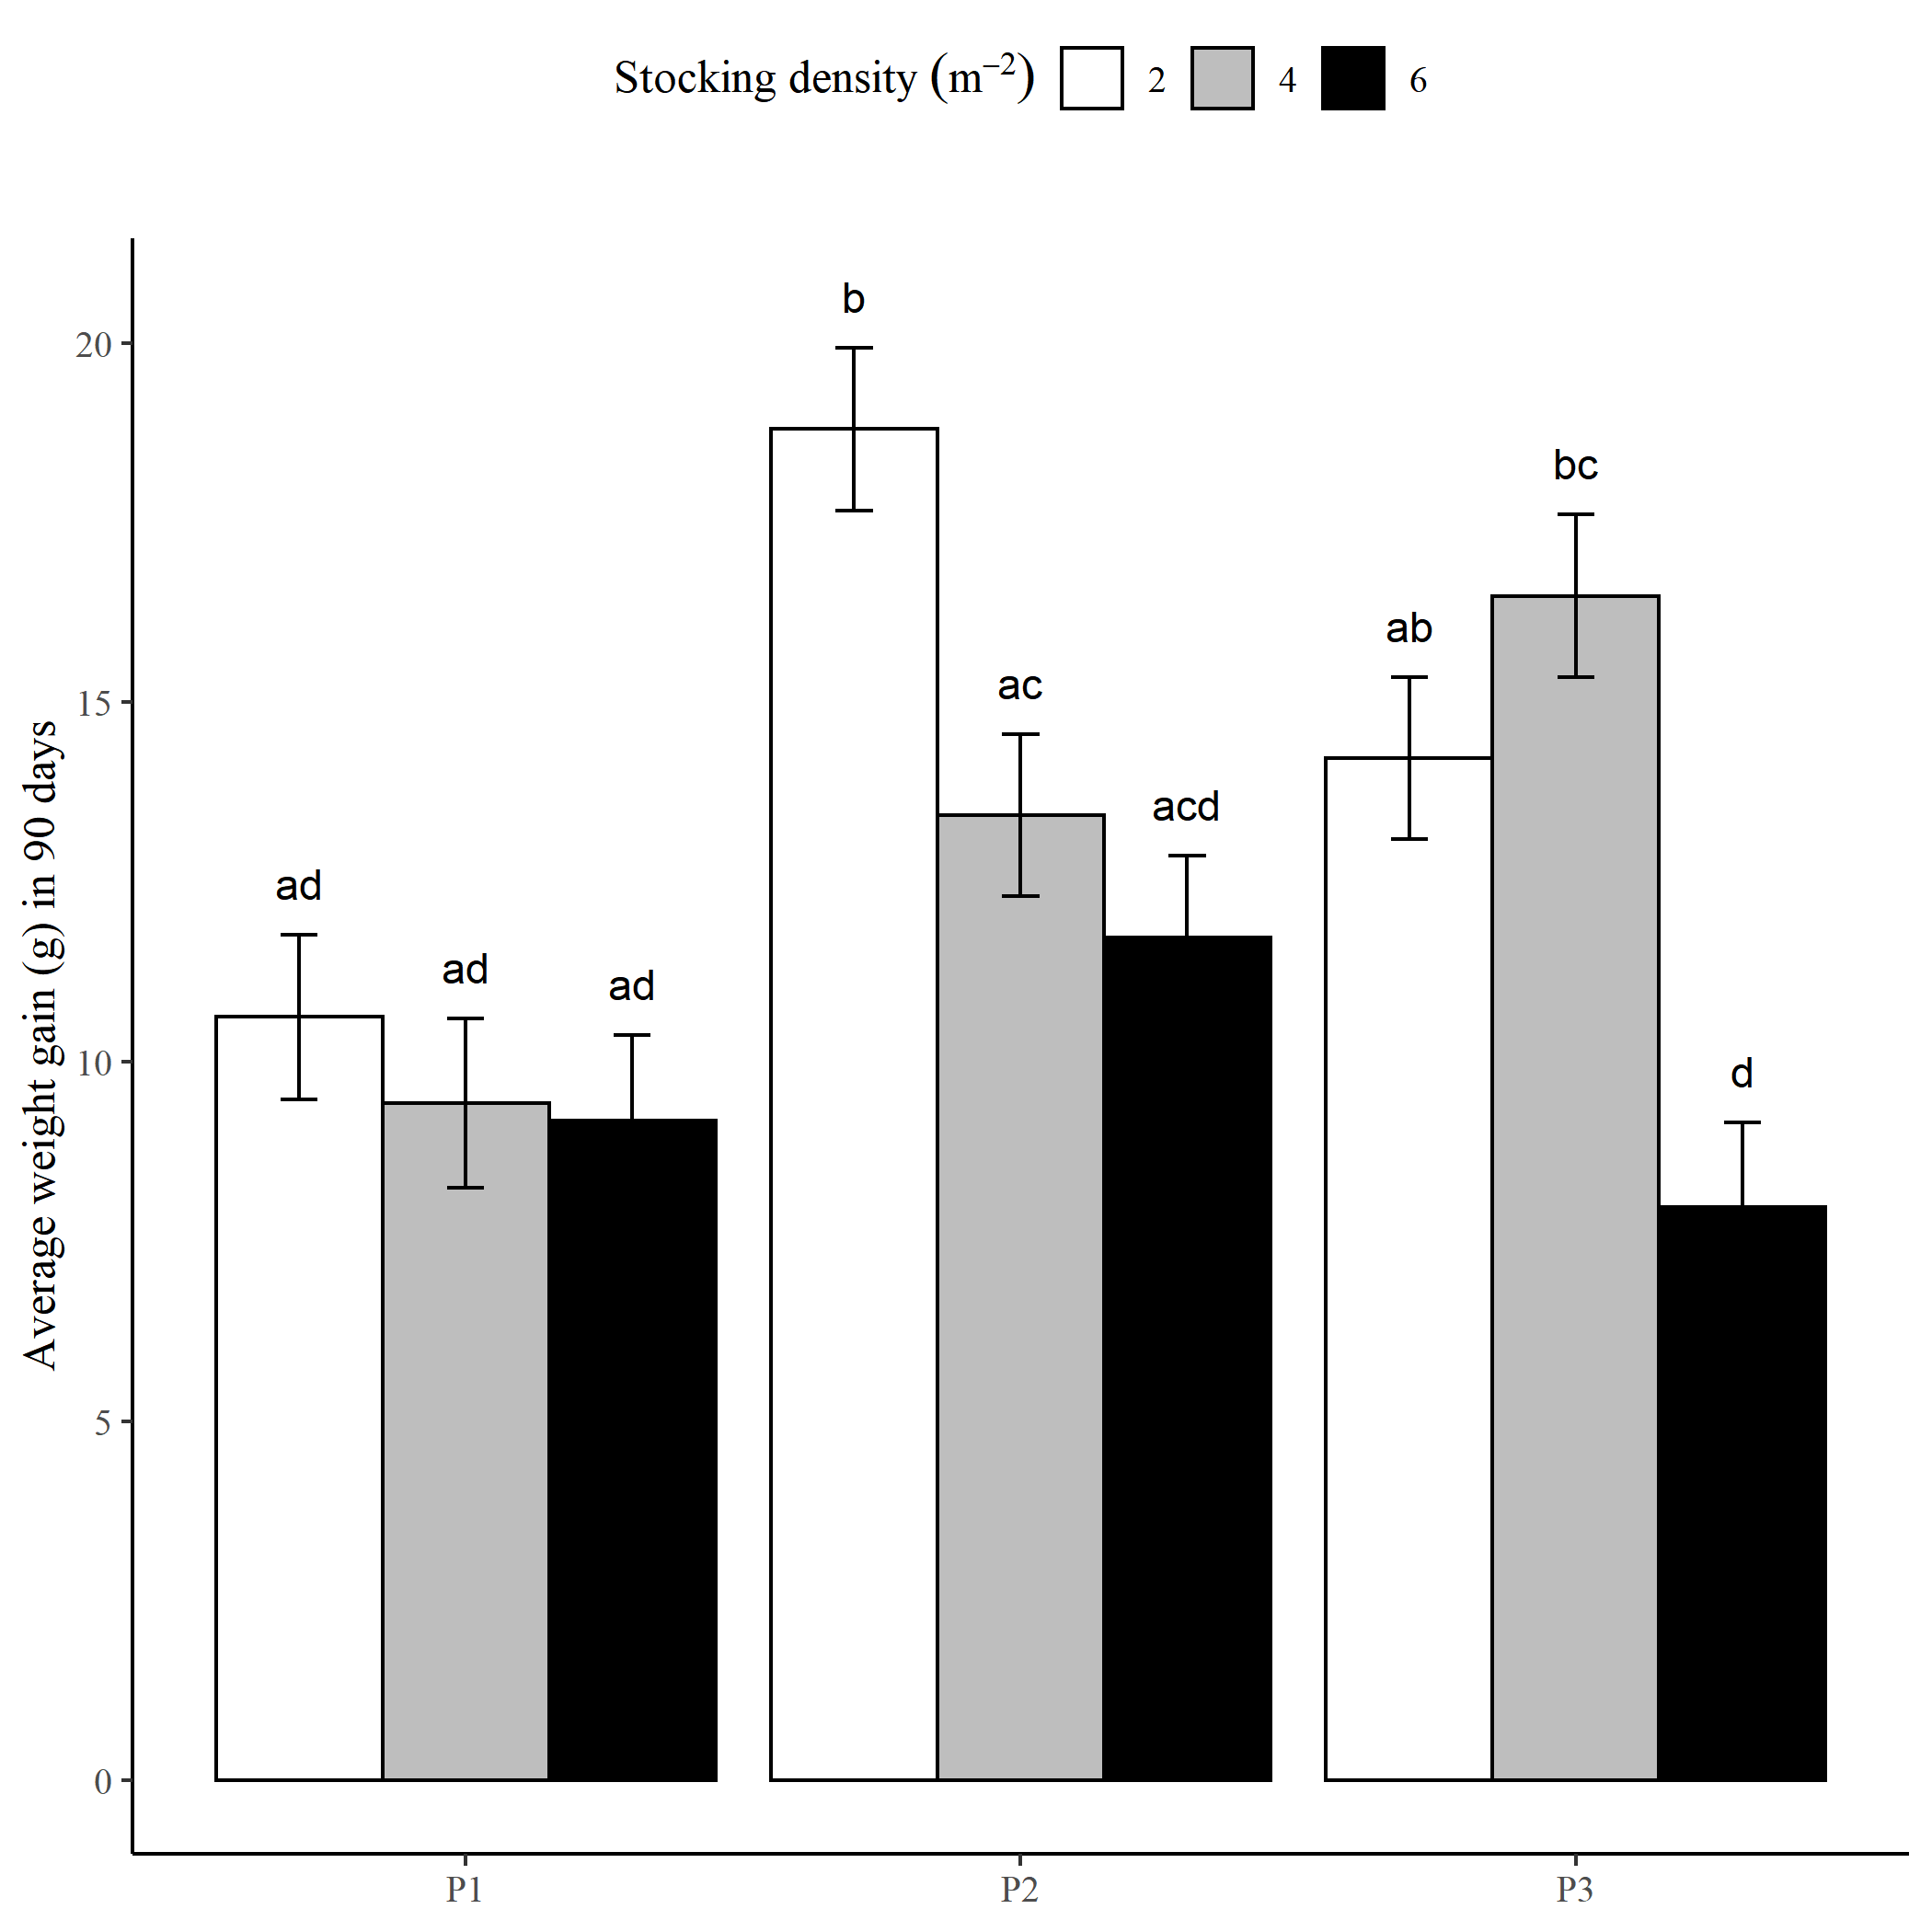 Stocking density (m⁻²) 2 4 6
b
20
bc
ab
ac
15
acd
ad
ad
ad
10
d
5
0
Average weight gain (g) in 90 days
P1 P2 P3